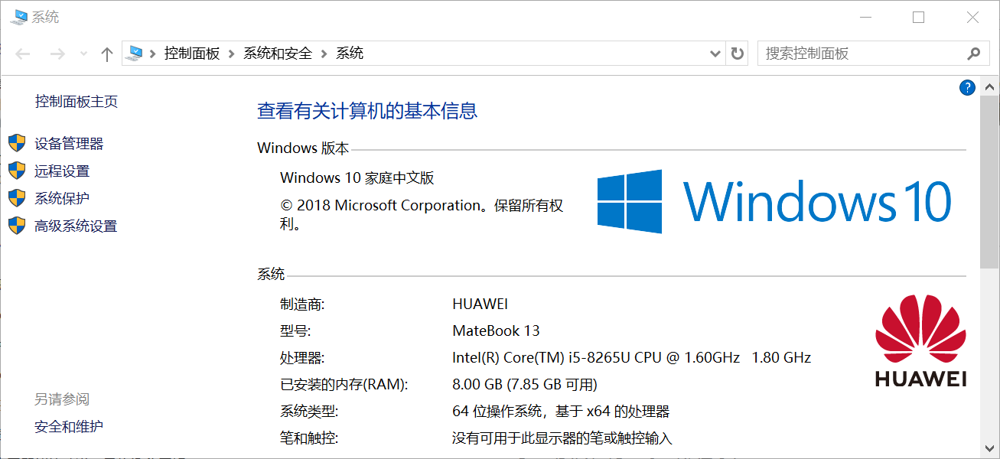 系统
控制面板 系统和安全 系统 搜索控制面板
控制面板主页
设备管理器
远程设置
系统保护
高级系统设置
另请参阅
安全和维护
?
查看有关计算机的基本信息
Windows 版本
Windows 10 家庭中文版
© 2018 Microsoft Corporation。保留所有权
利。
Windows 10
系统
制造商: HUAWEI
型号: MateBook 13
处理器: Intel(R) Core(TM) i5-8265U CPU @ 1.60GHz 1.80 GHz
已安装的内存(RAM): 8.00 GB (7.85 GB 可用)
系统类型: 64 位操作系统，基于 x64 的处理器
笔和触控: 没有可用于此显示器的笔或触控输入
HUAWEI